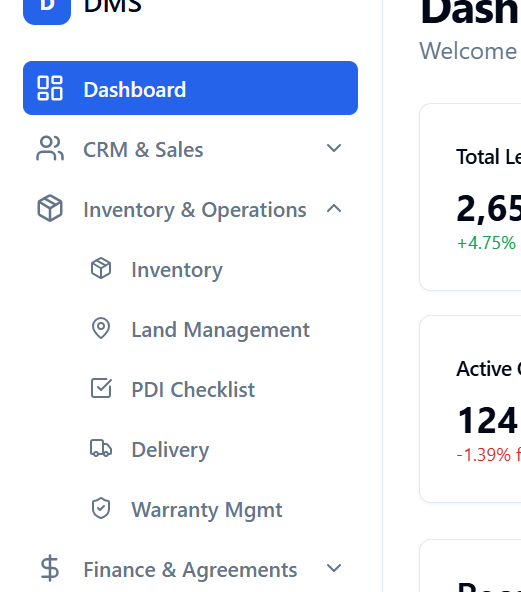 D DMS
Dashboard
CRM & Sales
Inventory & Operations
Inventory
Land Management
PDI Checklist
Delivery
Warranty Mgmt
Finance & Agreements
Dash
Welcome
Total Le
2,65
+4.75%
Active
124
-1.39% f